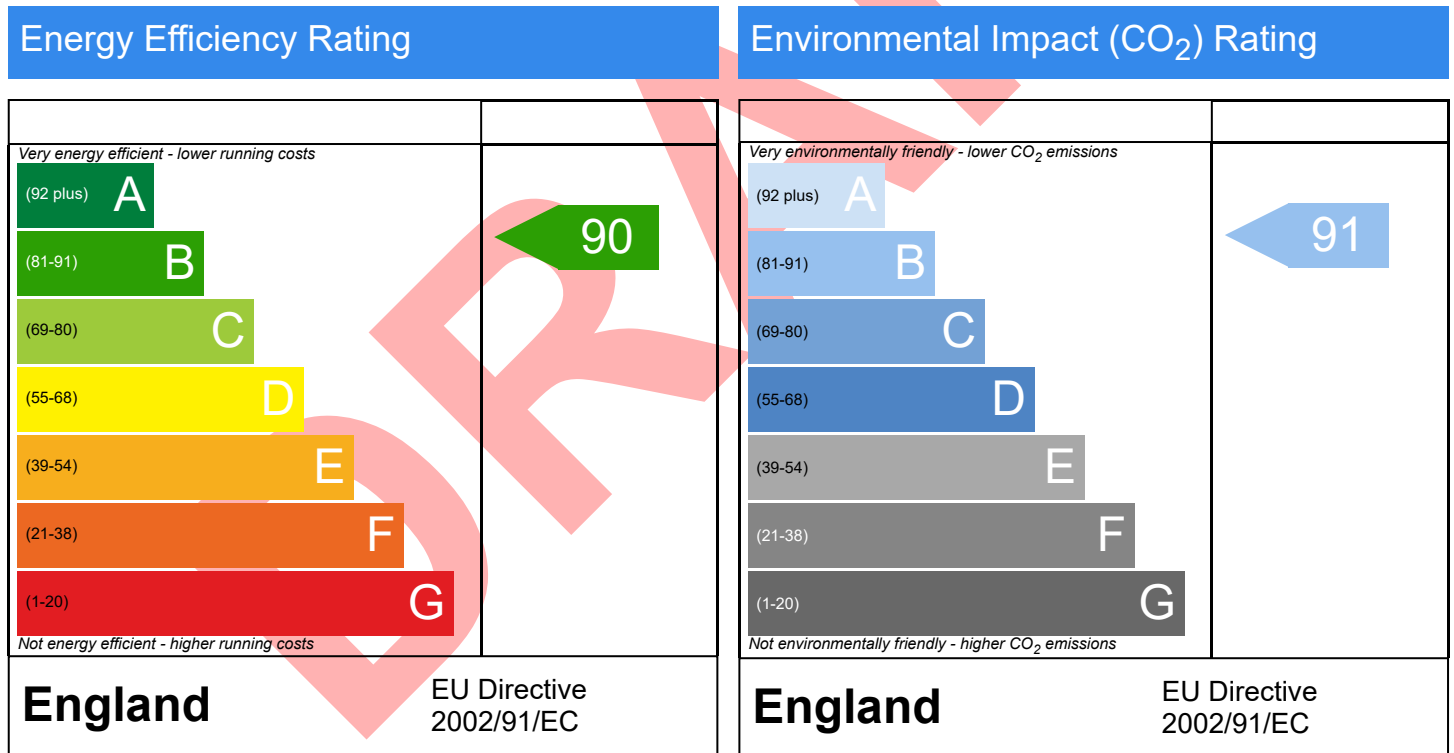 Energy Efficiency Rating
Very energy efficient - lower running costs
(92 plus) A
(81-91) B
(69-80) C
(55-68) D
(39-54) E
(21-38) F
(1-20) G
Not energy efficient - higher running costs
90
England
EU Directive
2002/91/EC
Environmental Impact (CO₂) Rating
Very environmentally friendly - lower CO₂ emissions
(92 plus) A
(81-91) B
(69-80) C
(55-68) D
(39-54) E
(21-38) F
(1-20) G
Not environmentally friendly - higher CO₂ emissions
91
England
EU Directive
2002/91/EC